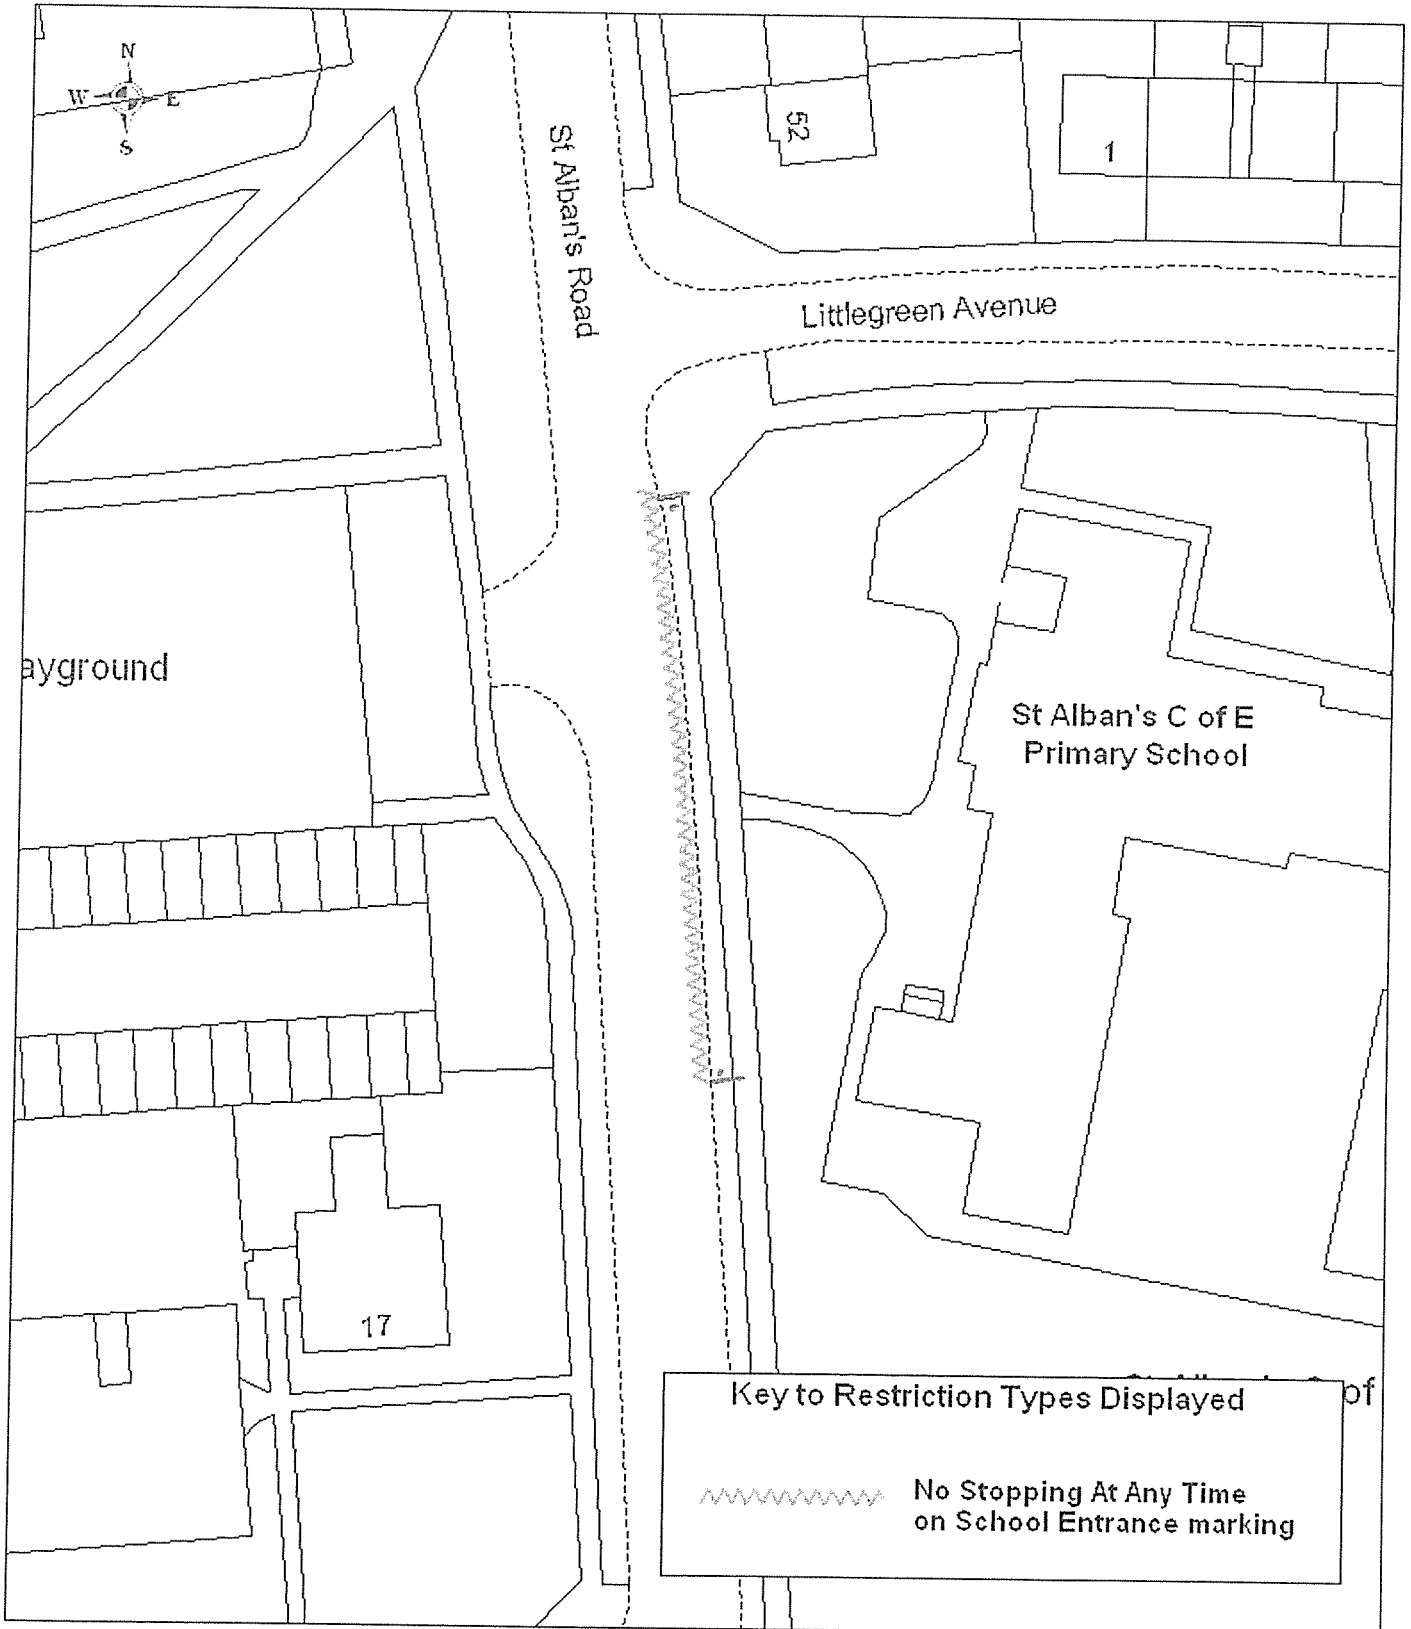 N
W E
S
52
1
St Alban's Road
Littlegreen Avenue
ayground
St Alban's C of E
Primary School
17
of
Key to Restriction Types Displayed
No Stopping At Any Time
on School Entrance marking